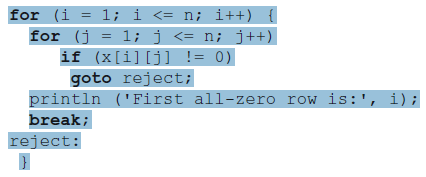 for (i = 1; i <= n; i++) {
for (j = 1; j <= n; j++)
if (x[i][j] != 0)
goto reject;
println ('First all-zero row is:', i);
break;
reject:
}